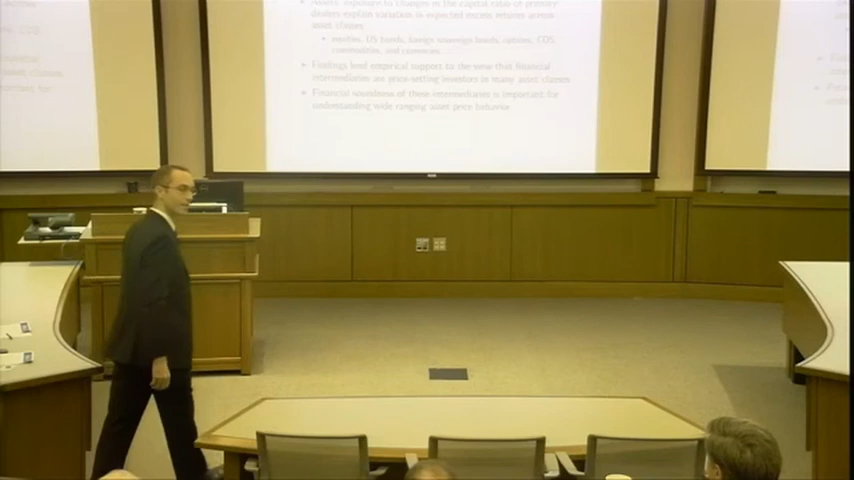 Assets' exposure to changes in the capital ratio of primary
dealers explain variation in expected excess returns across
asset classes
equities, US bonds, foreign sovereign bonds, options, CDS,
commodities, and currencies
Findings lend empirical support to the view that financial
intermediaries are price-setting investors in many asset classes
Financial soundness of these intermediaries is important for
understanding wide ranging asset price behavior